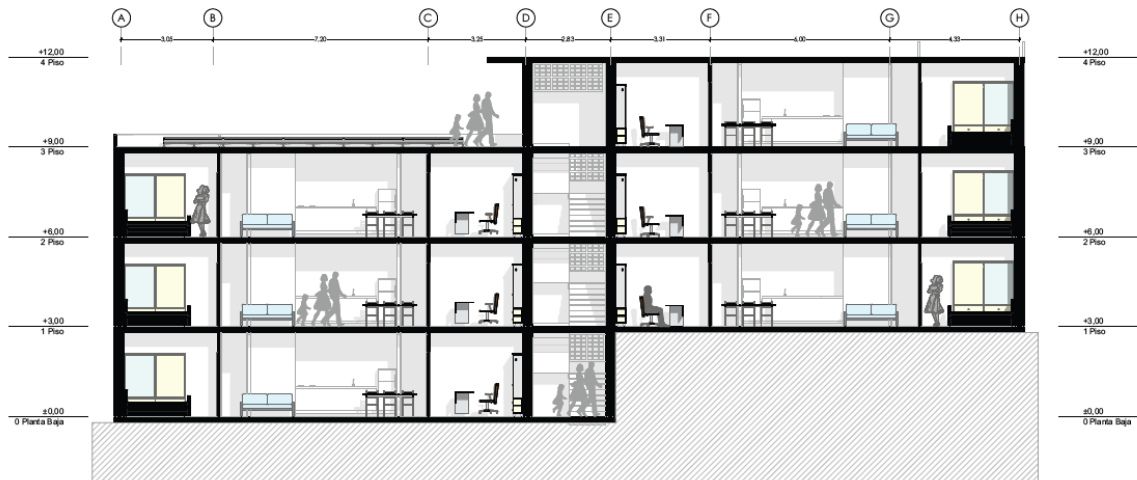 A B C D E F G H
3,05 7,20 3,25 2,83 3,31 6,00 4,33
+12,00 +12,00
4 Piso 4 Piso
+9,00 +9,00
3 Piso 3 Piso
+6,00 +6,00
2 Piso 2 Piso
+3,00 +3,00
1 Piso 1 Piso
±0,00 ±0,00
0 Planta Baja 0 Planta Baja